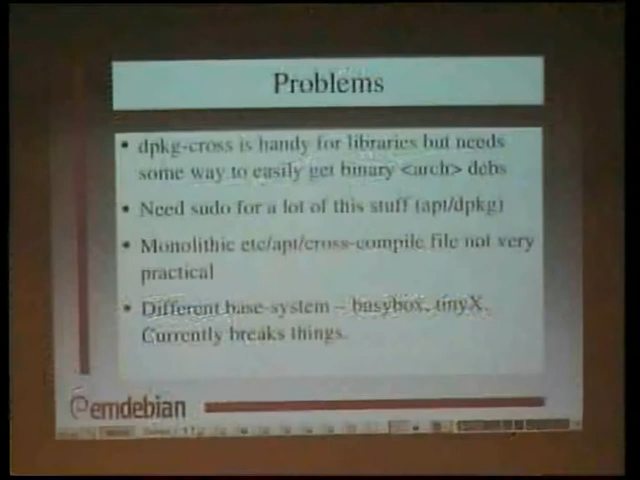 Problems
• dpkg-cross is handy for libraries but needs
some way to easily get binary <arch> debs
• Need sudo for a lot of this stuff (apt/dpkg)
• Monolithic etc/apt/cross-compile file not very
practical
• Different base-system – busybox, tinyX.
Currently breaks things.
@emdebian